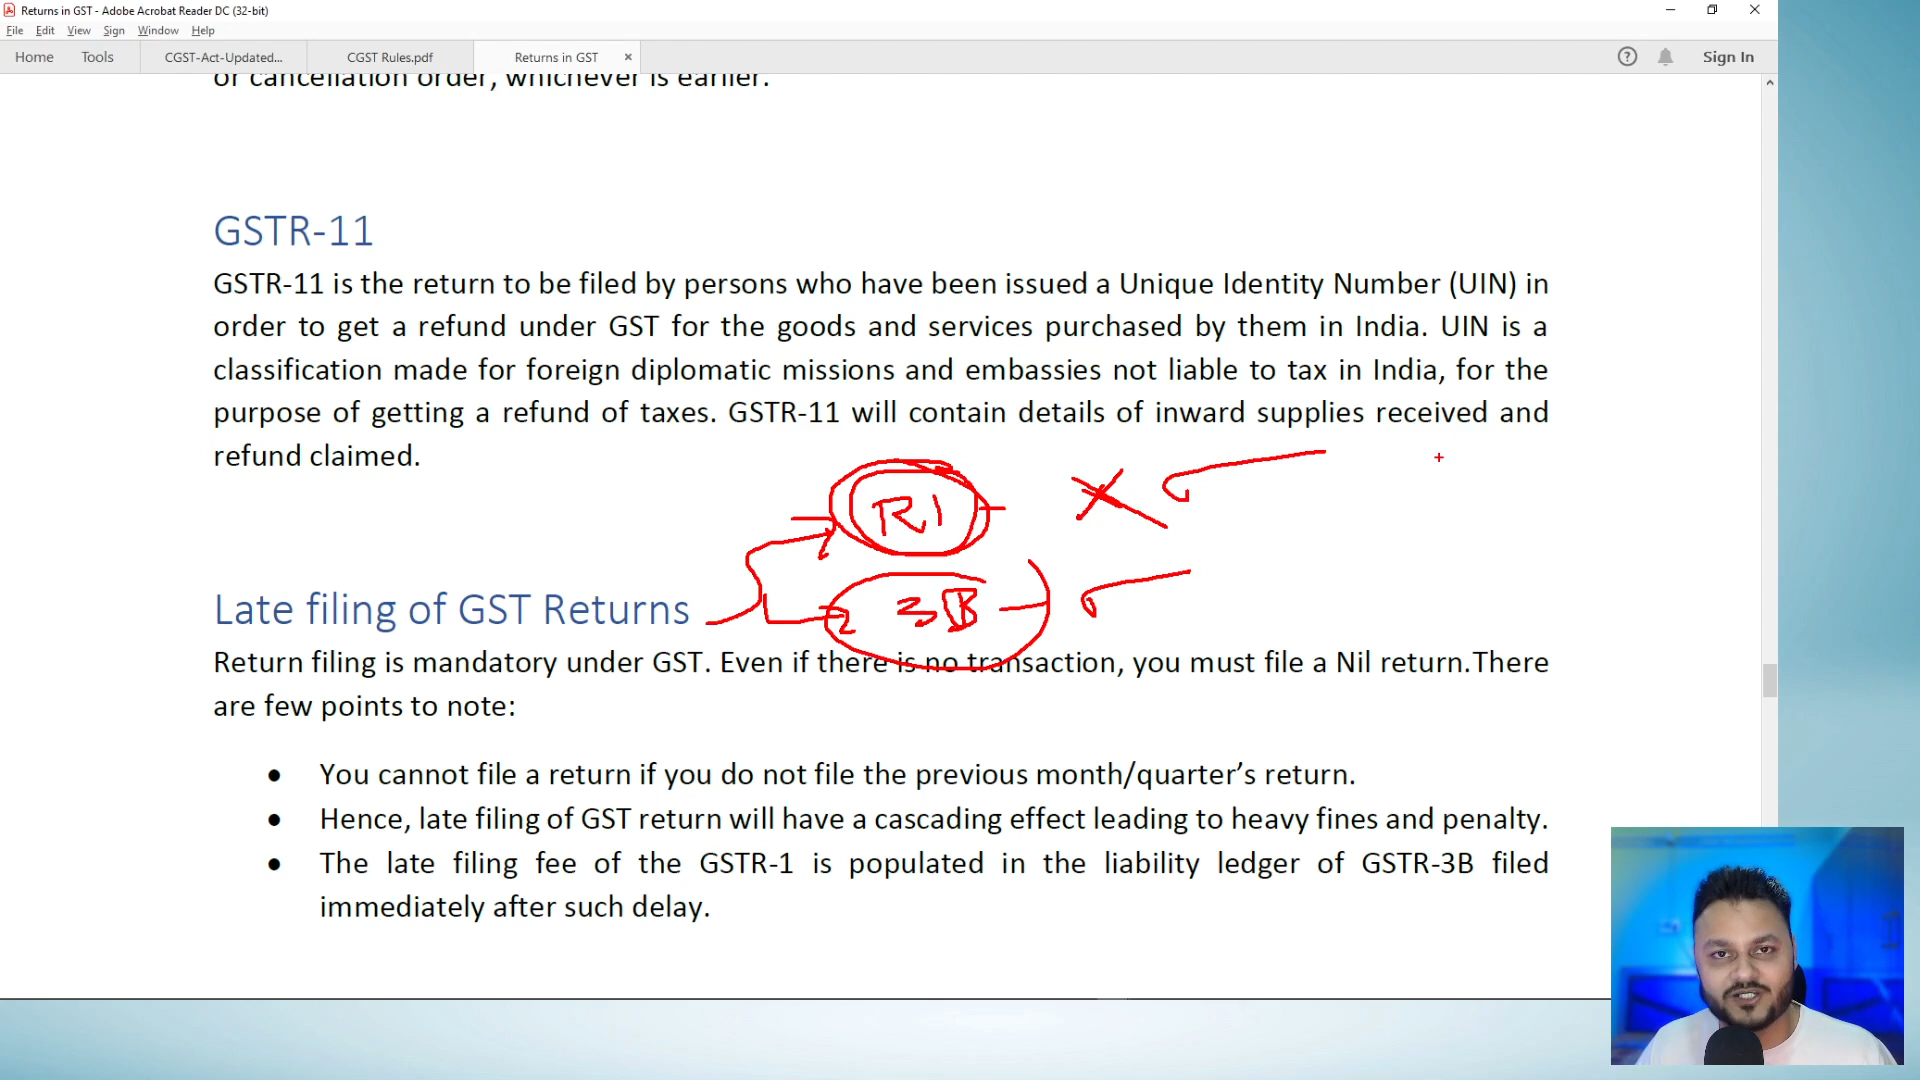 Returns in GST - Adobe Acrobat Reader DC (32-bit)
File Edit View Sign Window Help
Home Tools CGST-Act-Updated... CGST Rules.pdf Returns in GST × Sign In
or cancellation order, whichever is earlier.
GSTR-11
GSTR-11 is the return to be filed by persons who have been issued a Unique Identity Number (UIN) in
order to get a refund under GST for the goods and services purchased by them in India. UIN is a
classification made for foreign diplomatic missions and embassies not liable to tax in India, for the
purpose of getting a refund of taxes. GSTR-11 will contain details of inward supplies received and
refund claimed.
R1
3B
Late filing of GST Returns
Return filing is mandatory under GST. Even if there is no transaction, you must file a Nil return.There
are few points to note:
● You cannot file a return if you do not file the previous month/quarter’s return.
● Hence, late filing of GST return will have a cascading effect leading to heavy fines and penalty.
● The late filing fee of the GSTR-1 is populated in the liability ledger of GSTR-3B filed
immediately after such delay.